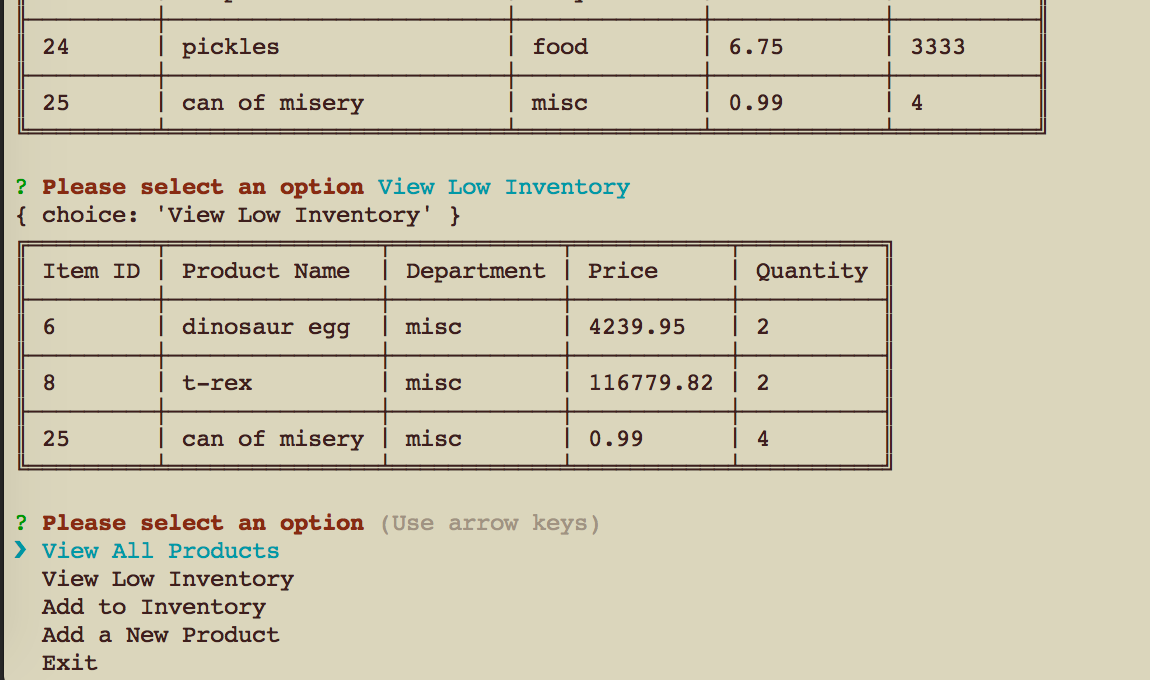 24 pickles food 6.75 3333
25 can of misery misc 0.99 4
? Please select an option View Low Inventory
{ choice: 'View Low Inventory' }
Item ID Product Name Department Price Quantity
6 dinosaur egg misc 4239.95 2
8 t-rex misc 116779.82 2
25 can of misery misc 0.99 4
? Please select an option (Use arrow keys)
❯ View All Products
View Low Inventory
Add to Inventory
Add a New Product
Exit